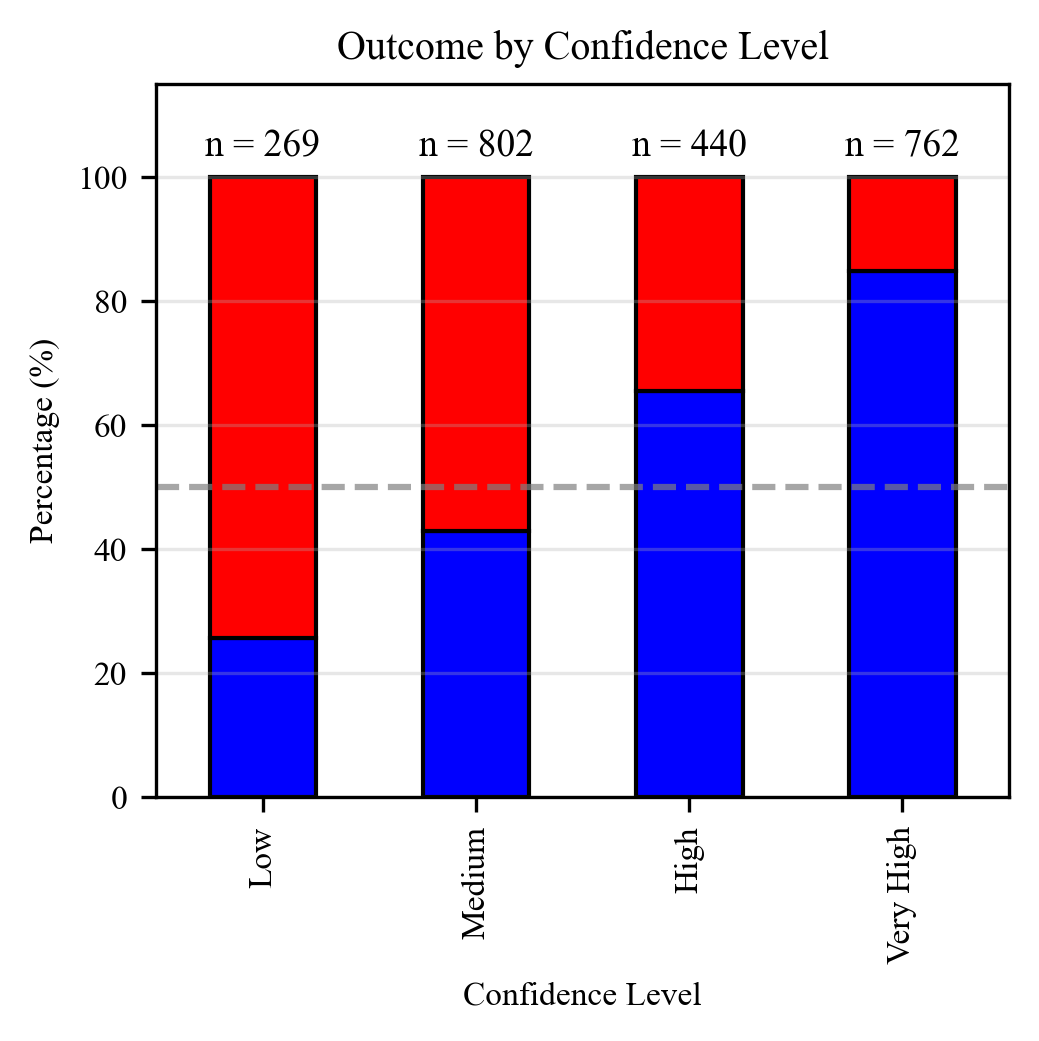 Outcome by Confidence Level
n = 269 n = 802 n = 440 n = 762
100
80
60
40
20
0
Percentage (%)
Low
Medium
High
Very High
Confidence Level